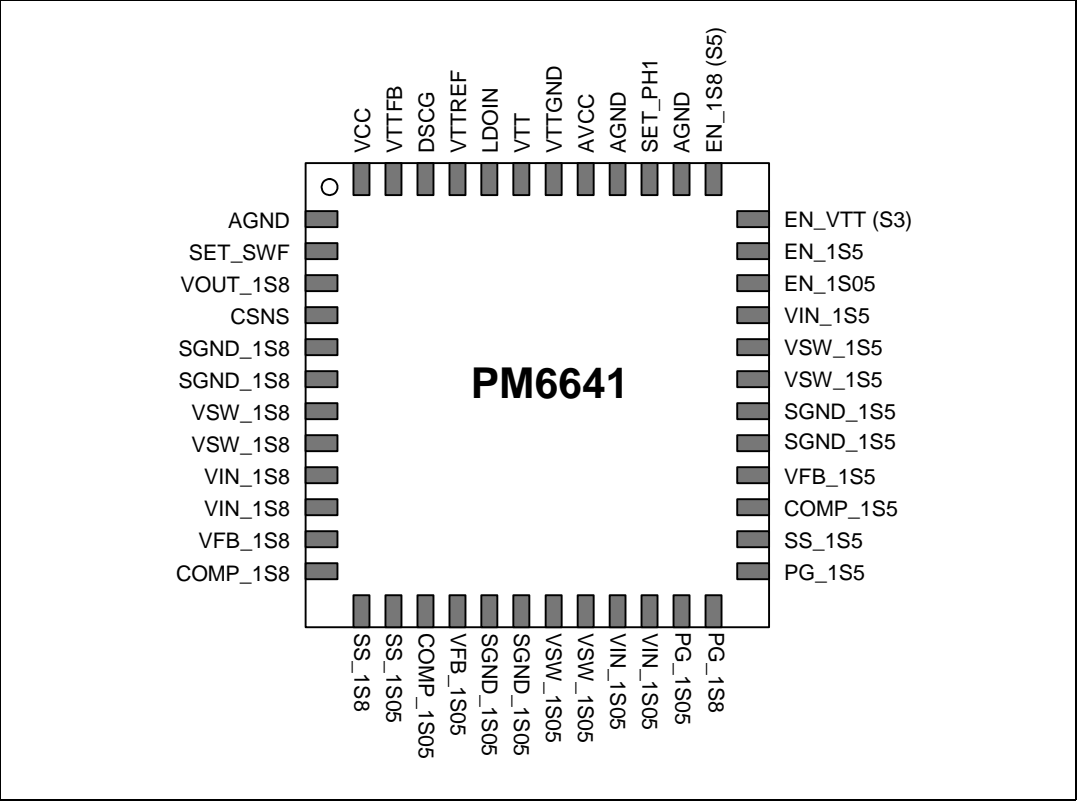 VCC
VTTFB
DSCG
VTTREF
LDOIN
VTT
VTTGND
AVCC
AGND
SET_PH1
AGND
EN_1S8 (S5)
AGND
SET_SWF
VOUT_1S8
CSNS
SGND_1S8
SGND_1S8
VSW_1S8
VSW_1S8
VIN_1S8
VIN_1S8
VFB_1S8
COMP_1S8
PM6641
EN_VTT (S3)
EN_1S5
EN_1S05
VIN_1S5
VSW_1S5
VSW_1S5
SGND_1S5
SGND_1S5
VFB_1S5
COMP_1S5
SS_1S5
PG_1S5
SS_1S8
SS_1S05
COMP_1S05
VFB_1S05
SGND_1S05
SGND_1S05
VSW_1S05
VSW_1S05
VIN_1S05
VIN_1S05
PG_1S05
PG_1S8